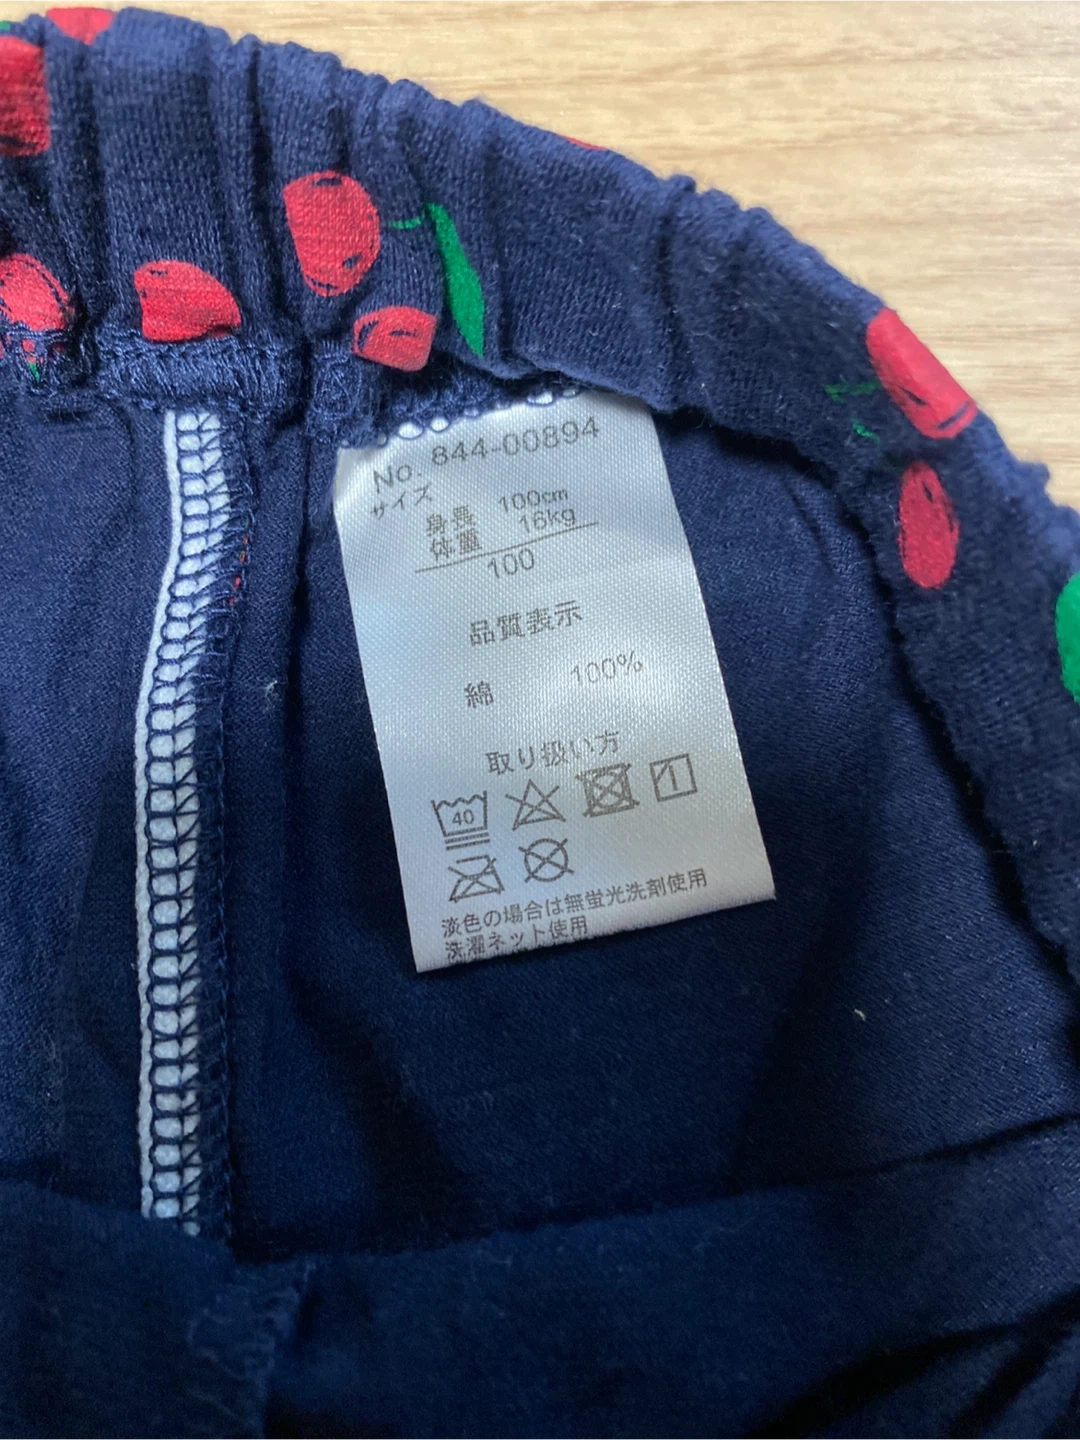 No. 844-00894
サイズ
身長 100cm
体重 16kg
100
品質表示
綿 100%
取り扱い方
40
淡色の場合は無蛍光洗剤使用
洗濯ネット使用